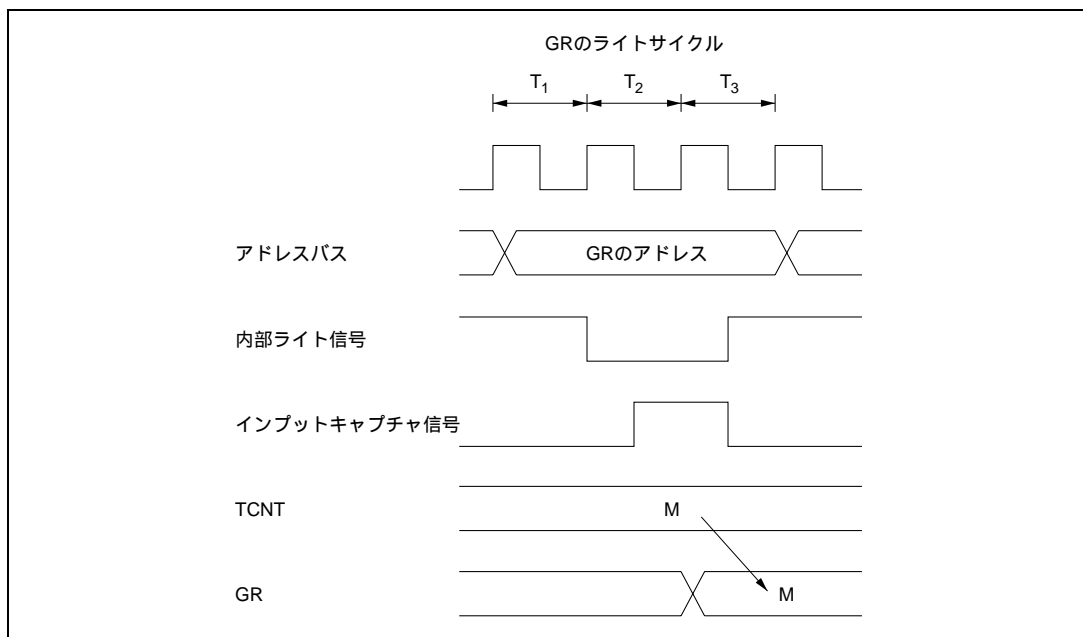 GRのライトサイクル
T1 T2 T3
アドレスバス GRのアドレス
内部ライト信号
インプットキャプチャ信号
TCNT M
GR M